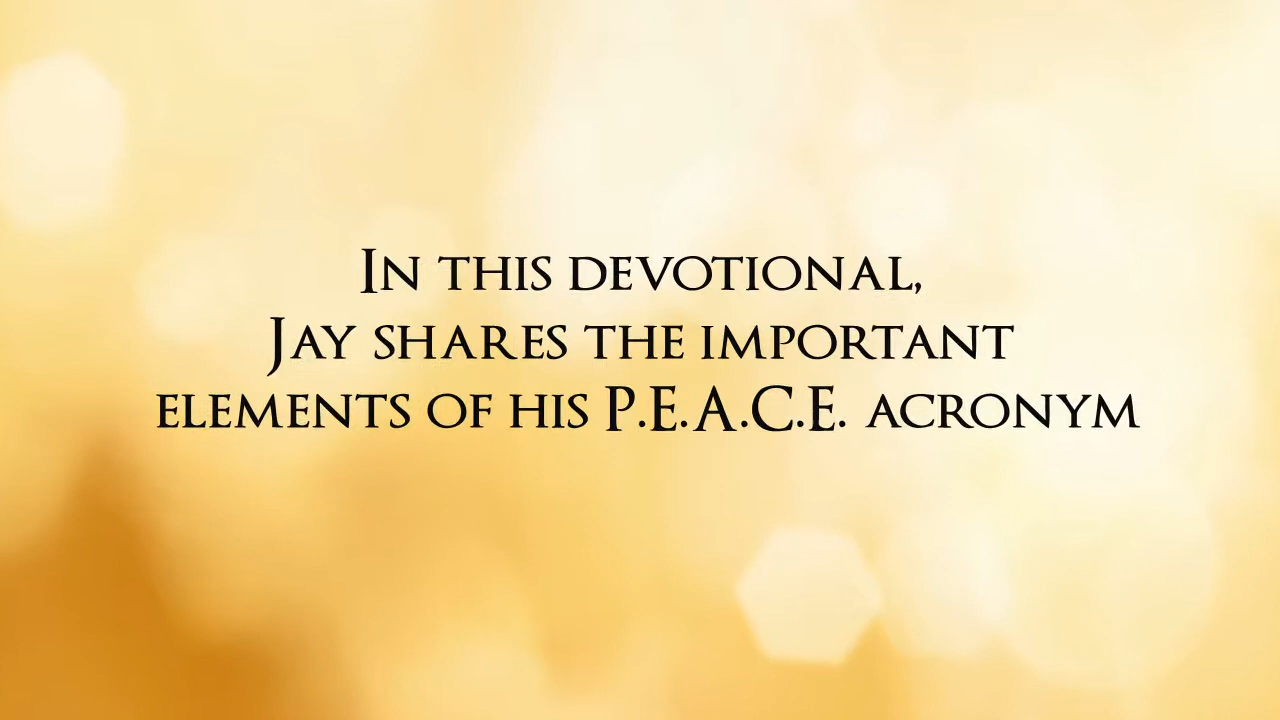 In this devotional,
Jay shares the important
elements of his P.E.A.C.E. acronym